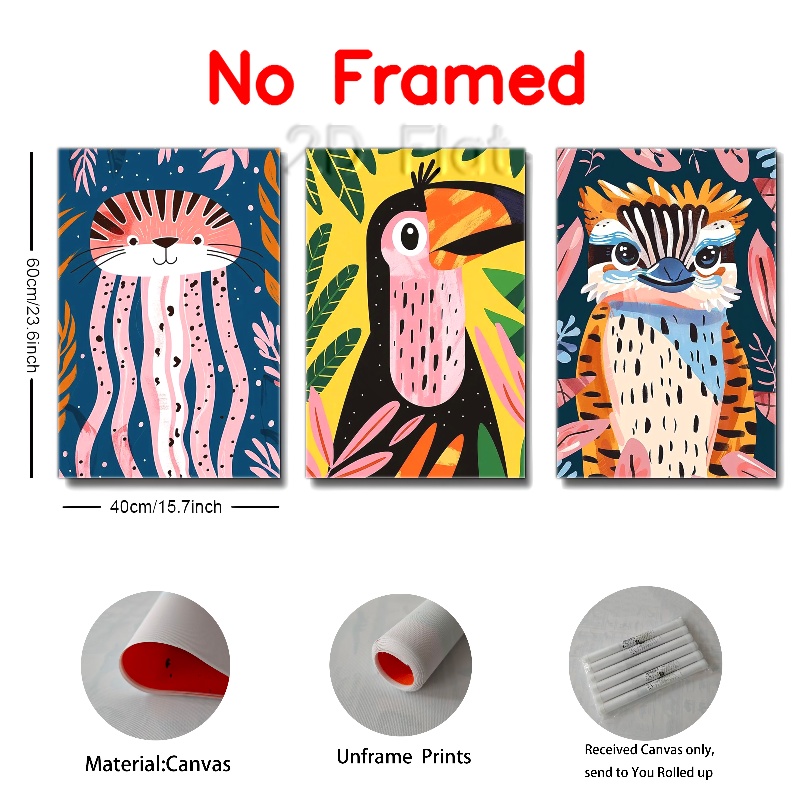 No Framed
2D Flat
60cm/23.6inch
40cm/15.7inch
Material:Canvas
Unframe Prints
Received Canvas only,
send to You Rolled up